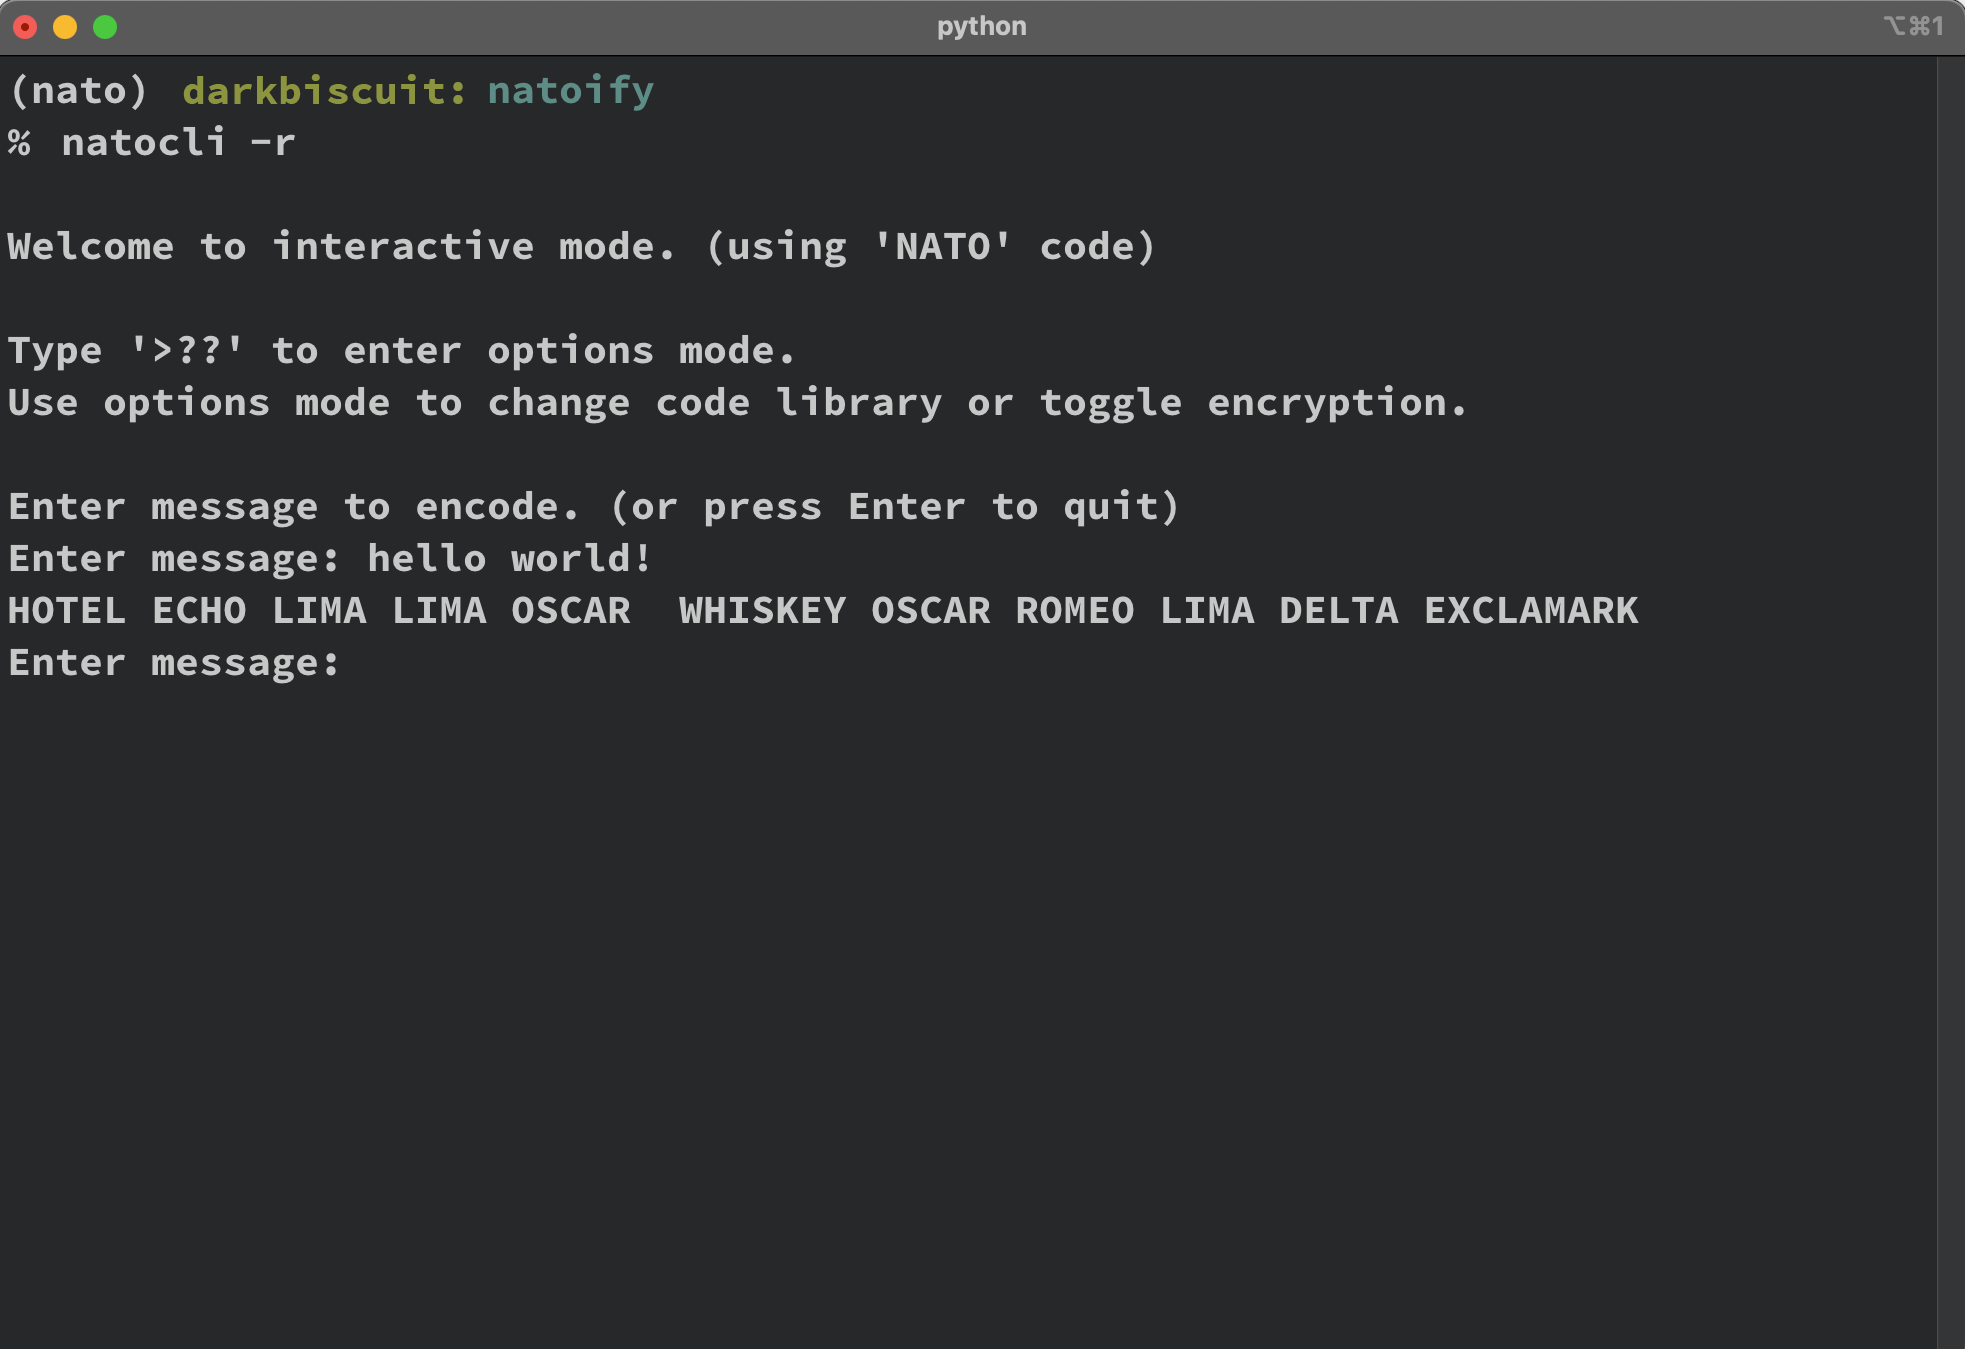 python
⌥⌘1
(nato) darkbiscuit: natoify
% natocli -r
Welcome to interactive mode. (using 'NATO' code)
Type '>??' to enter options mode.
Use options mode to change code library or toggle encryption.
Enter message to encode. (or press Enter to quit)
Enter message: hello world!
HOTEL ECHO LIMA LIMA OSCAR  WHISKEY OSCAR ROMEO LIMA DELTA EXCLAMARK
Enter message: